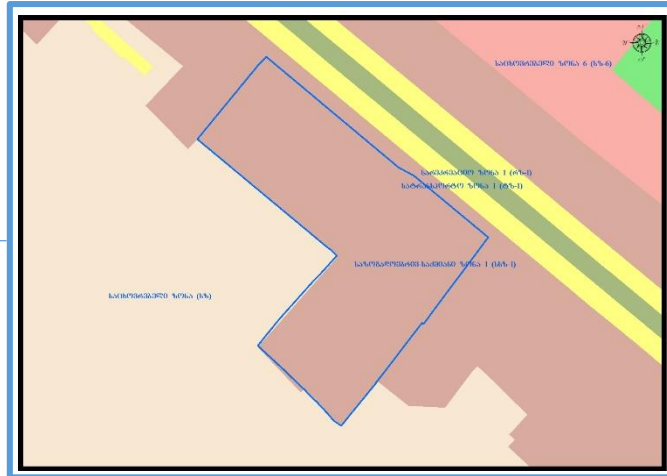 საცხოვრებელი ზონა 6 (სზ-6)
სარეკრეაციო ზონა 1 (რზ-1)
სატრანსპორტო ზონა 1 (ტზ-1)
საზოგადოებრივ-საქმიანი ზონა 1 (სსზ-1)
საცხოვრებელი ზონა (სზ)